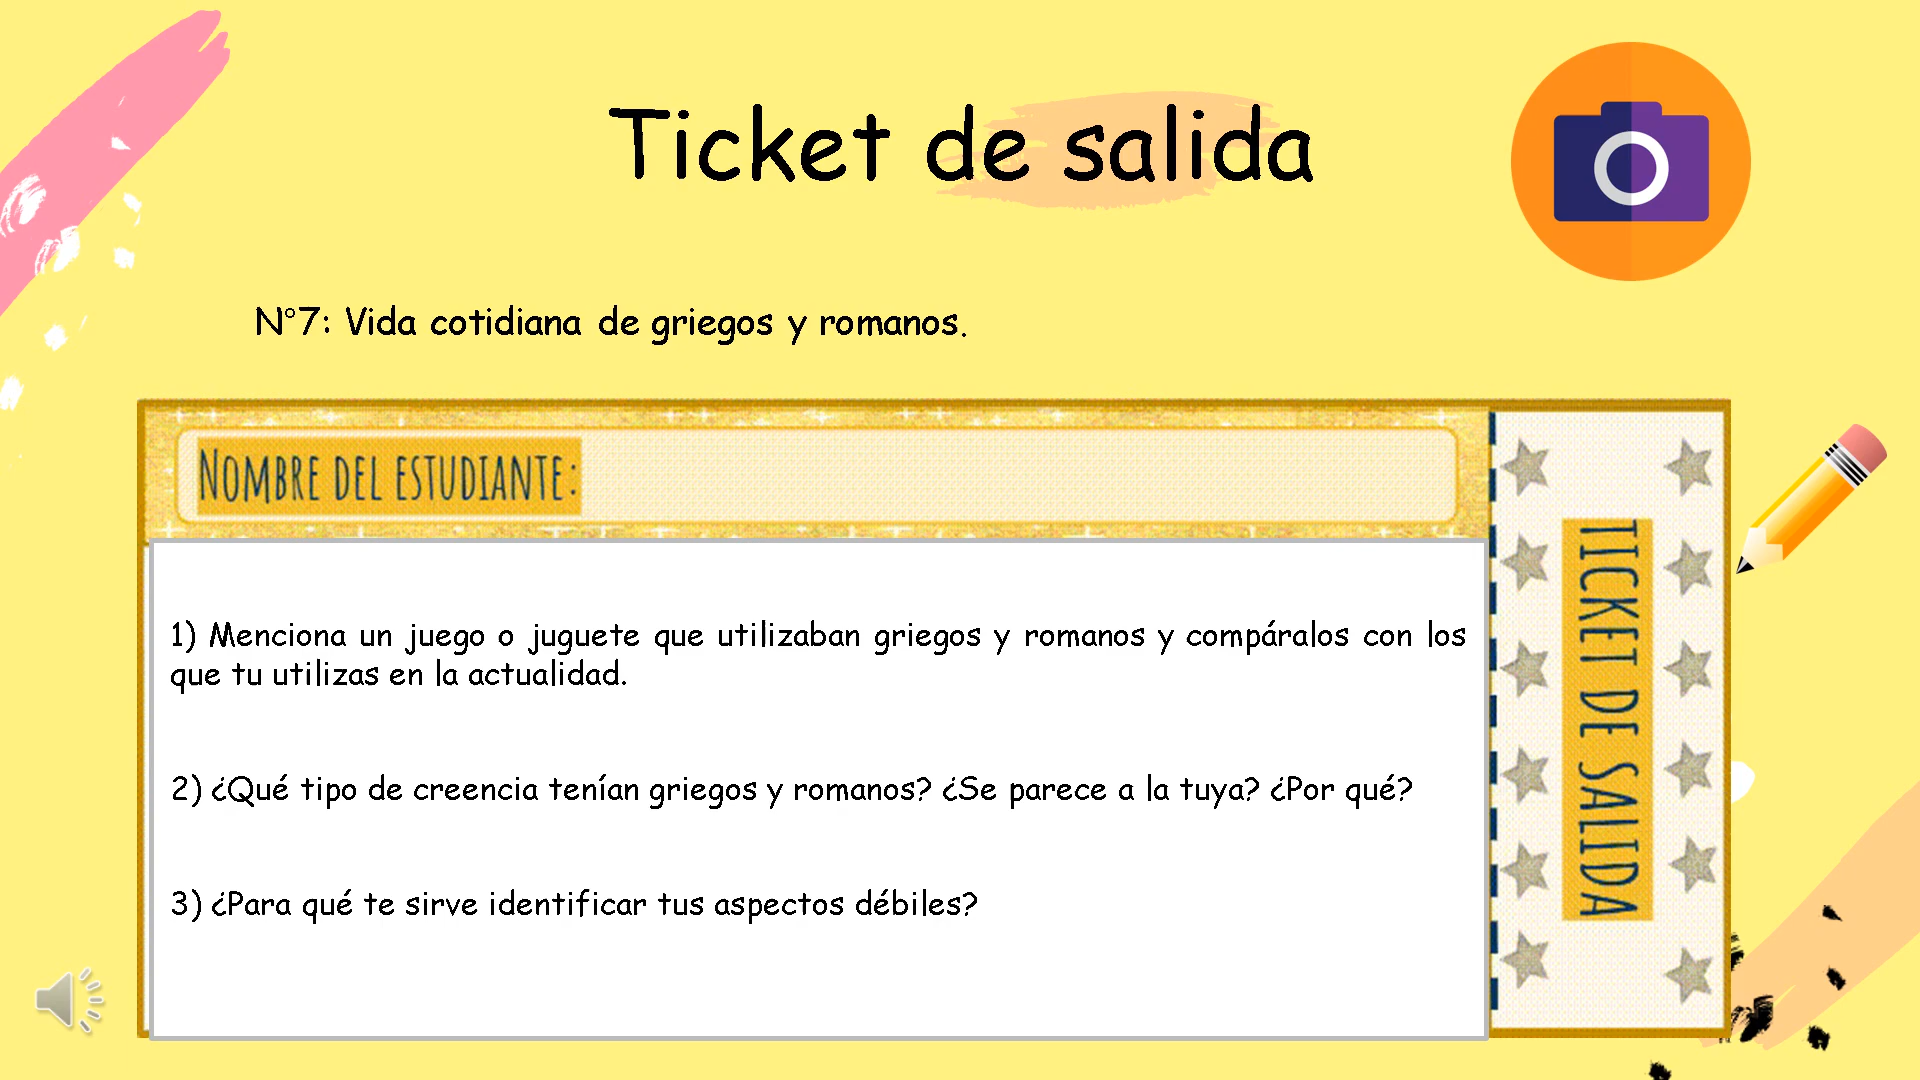 Ticket de salida
N°7: Vida cotidiana de griegos y romanos.
NOMBRE DEL ESTUDIANTE:
1) Menciona un juego o juguete que utilizaban griegos y romanos y compáralos con los
que tu utilizas en la actualidad.
2) ¿Qué tipo de creencia tenían griegos y romanos? ¿Se parece a la tuya? ¿Por qué?
3) ¿Para qué te sirve identificar tus aspectos débiles?
TICKET DE SALIDA